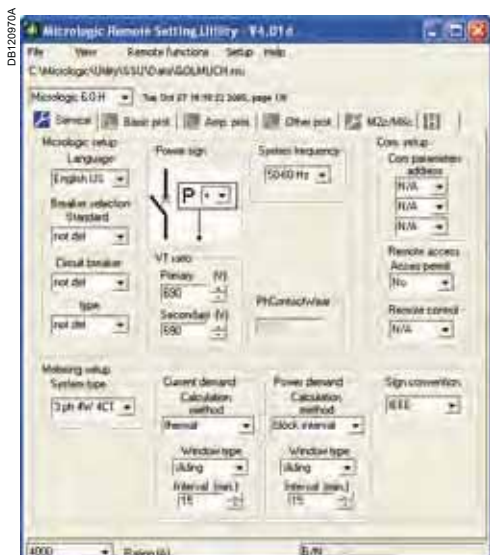 DB120970A
Micrologic Remote Setting Utility - V4.01d
File View Remote functions Setup Help
Micrologic 6.0 H
Service Basic prot. Amp. prot. Other prot. M2c/M6c
Micrologic setup
Language
English US
Breaker selection
Standard
not def
Circuit breaker
not def
type
not def
Power sign
P + -
VT ratio
Primary (V)
690
Secondary (V)
690
System frequency
50-60 Hz
PhContactWear
Com. setup
Com parameters
address
N/A
N/A
N/A
Remote access
Access permit
No
Remote control
N/A
Metering setup
System type
3 ph 4W 4CT
Current demand
Calculation
method
thermal
Window type
sliding
Interval (min.)
15
Power demand
Calculation
method
block interval
Window type
sliding
Interval (min.)
15
Sign convention
IEEE
4000
Rating (A)